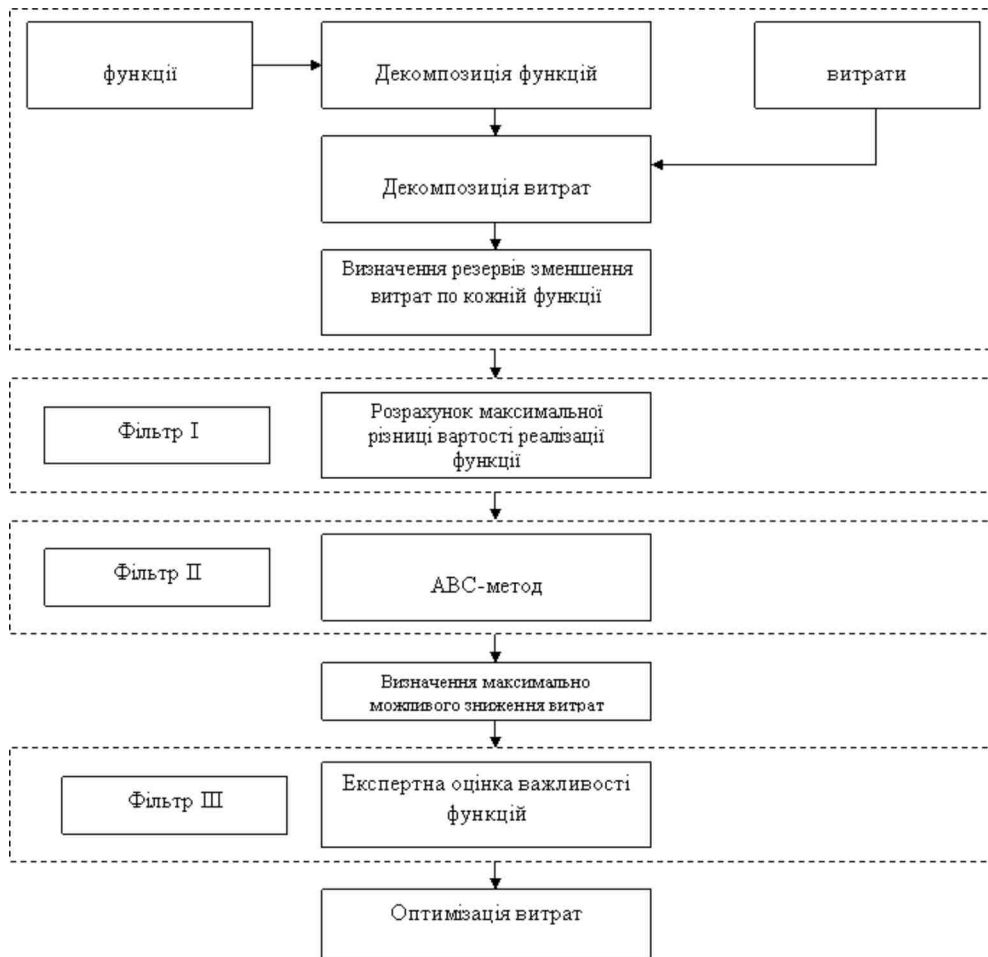 функції
Декомпозиція функцій
витрати
Декомпозиція витрат
Визначення резервів зменшення
витрат по кожній функції
Фільтр I
Розрахунок максимальної
різниці вартості реалізації
функції
Фільтр II
АВС-метод
Визначення максимально
можливого зниження витрат
Фільтр III
Експертна оцінка важливості
функцій
Оптимізація витрат